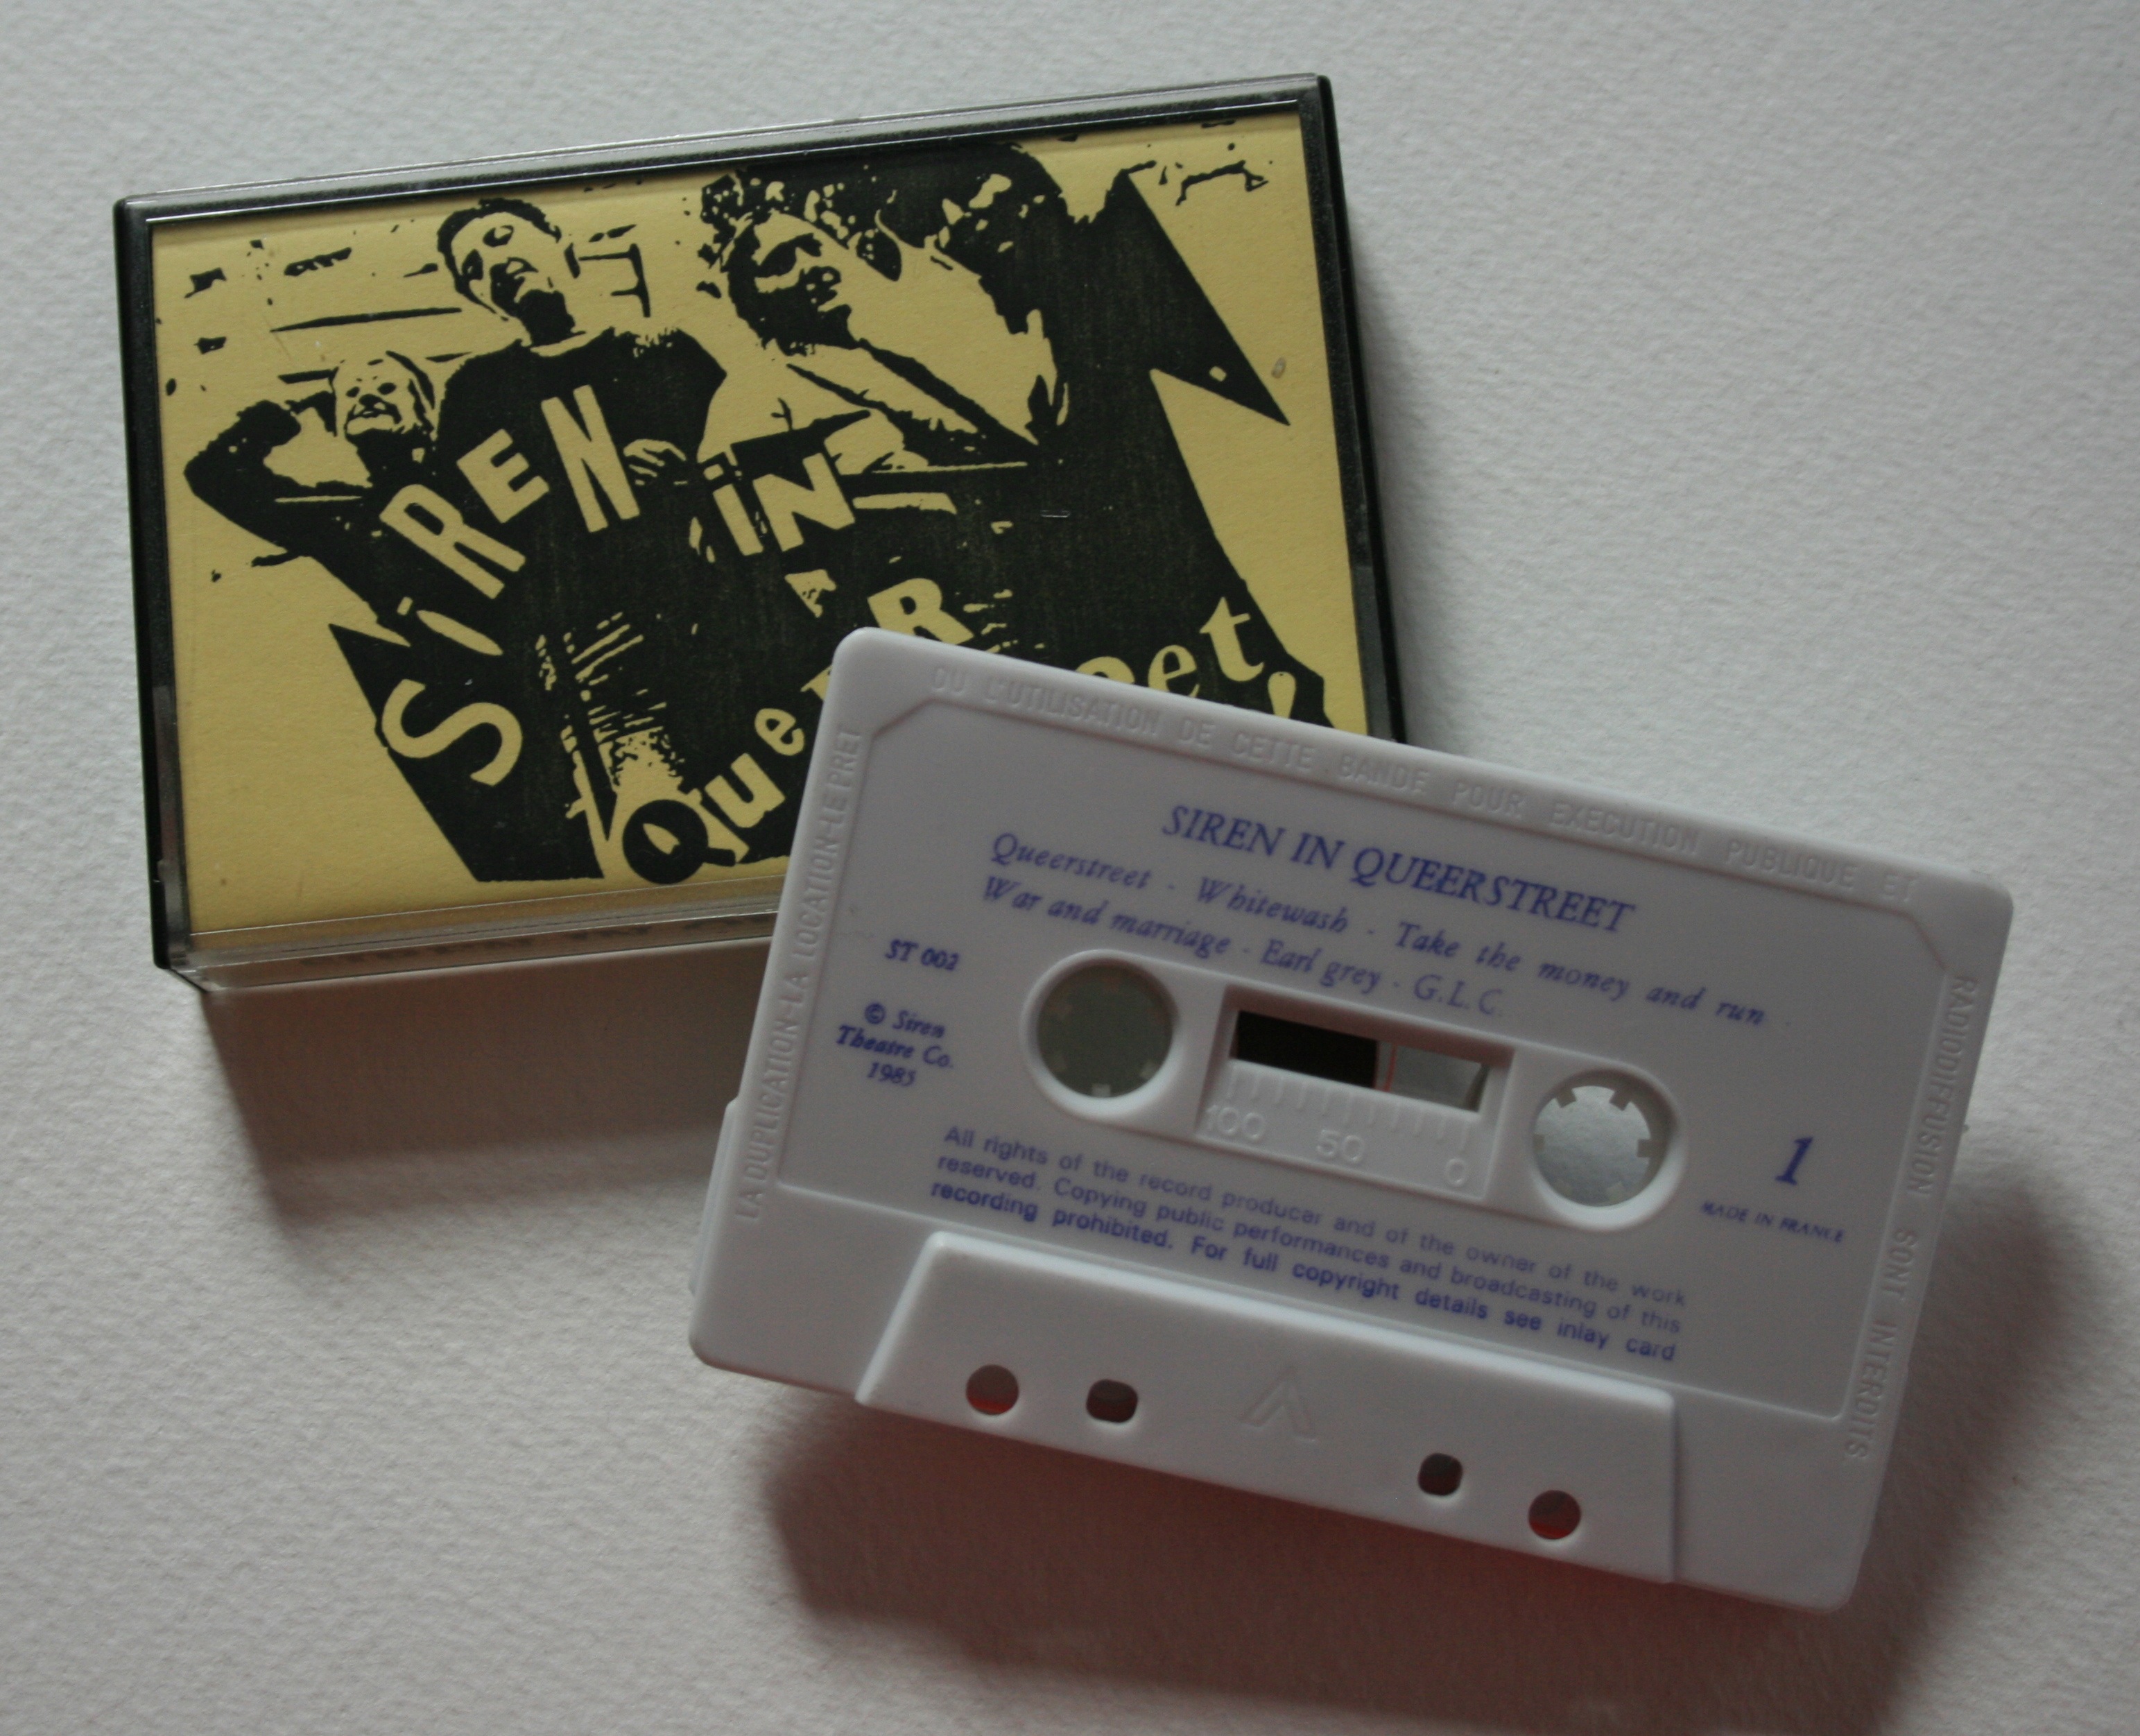 SiREN iN
QueeR
eet!
SIREN IN QUEERSTREET
Queerstreet - Whitewash - Take the money and run
War and marriage - Earl grey - G.L.C.
ST 002
© Siren
Theatre Co.
1985
100 50 0
1
MADE IN FRANCE
All rights of the record producer and of the owner of the work
reserved. Copying public performances and broadcasting of this
recording prohibited. For full copyright details see inlay card
LA DUPLICATION-LA LOCATION-LE PRET
OU L'UTILISATION DE CETTE BANDE POUR EXECUTION PUBLIQUE ET
RADIODIFFUSION SONT INTERDITS